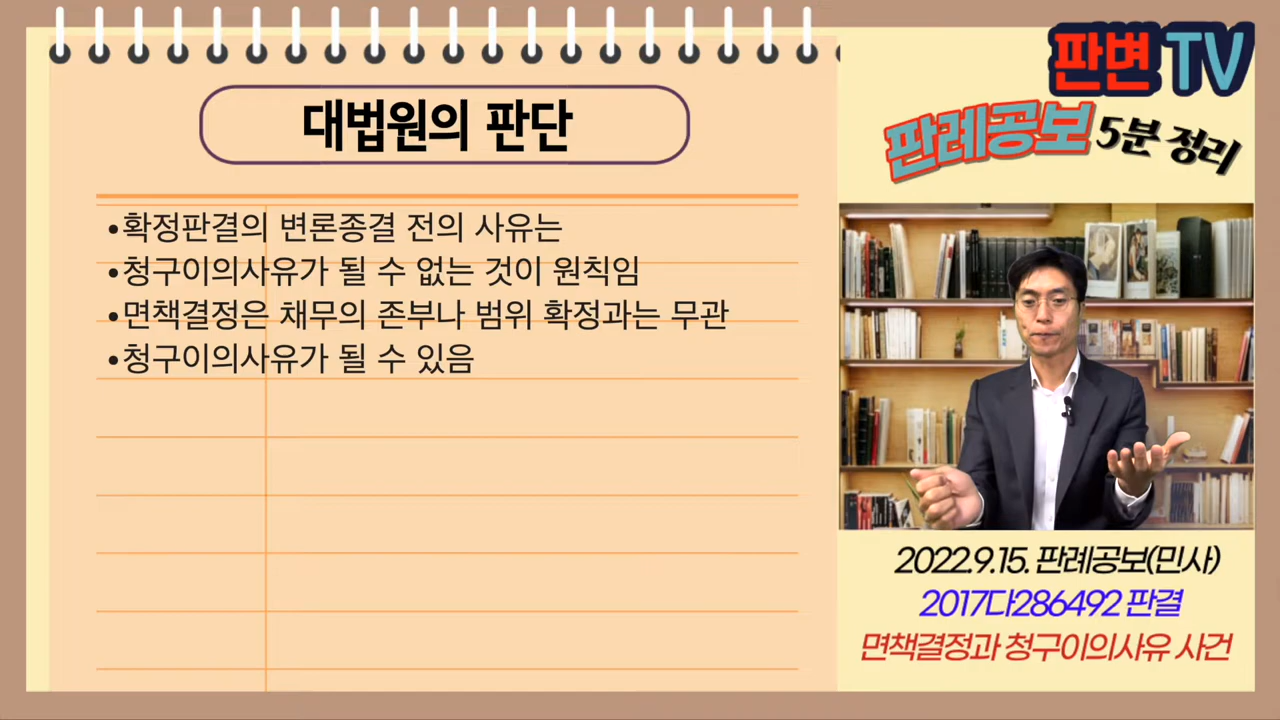 대법원의 판단
•확정판결의 변론종결 전의 사유는
•청구이의사유가 될 수 없는 것이 원칙임
•면책결정은 채무의 존부나 범위 확정과는 무관
•청구이의사유가 될 수 있음
판변 TV
판례공보 5분 정리
2022.9.15. 판례공보(민사)
2017다286492 판결
면책결정과 청구이의사유 사건